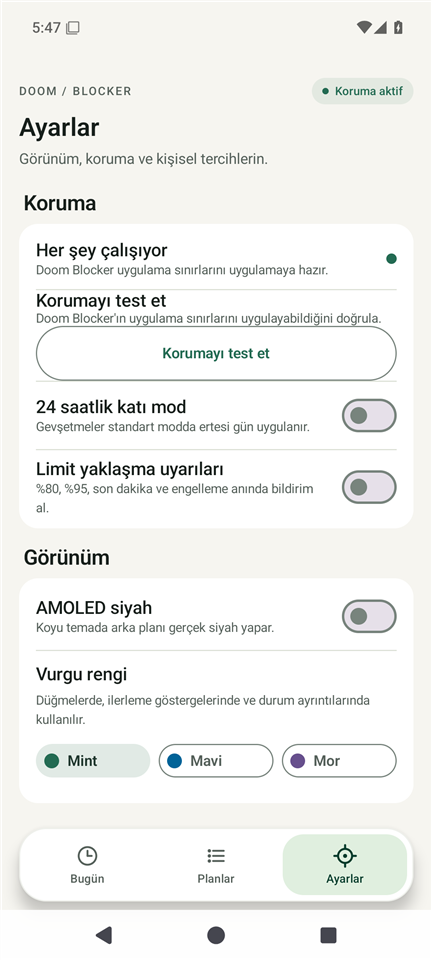 5:47
DOOM / BLOCKER
Koruma aktif
Ayarlar
Görünüm, koruma ve kişisel tercihlerin.
Koruma
Her şey çalışıyor
Doom Blocker uygulama sınırlarını uygulamaya hazır.
Korumayı test et
Doom Blocker'ın uygulama sınırlarını uygulayabildiğini doğrula.
Korumayı test et
24 saatlik katı mod
Gevşetmeler standart modda ertesi gün uygulanır.
Limit yaklaşma uyarıları
%80, %95, son dakika ve engelleme anında bildirim
al.
Görünüm
AMOLED siyah
Koyu temada arka planı gerçek siyah yapar.
Vurgu rengi
Düğmelerde, ilerleme göstergelerinde ve durum ayrıntılarında
kullanılır.
Mint
Mavi
Mor
Bugün
Planlar
Ayarlar